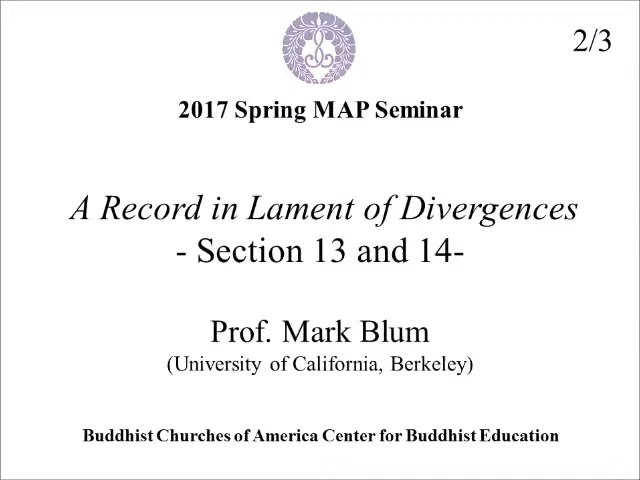 2/3
2017 Spring MAP Seminar
A Record in Lament of Divergences
- Section 13 and 14-
Prof. Mark Blum
(University of California, Berkeley)
Buddhist Churches of America Center for Buddhist Education